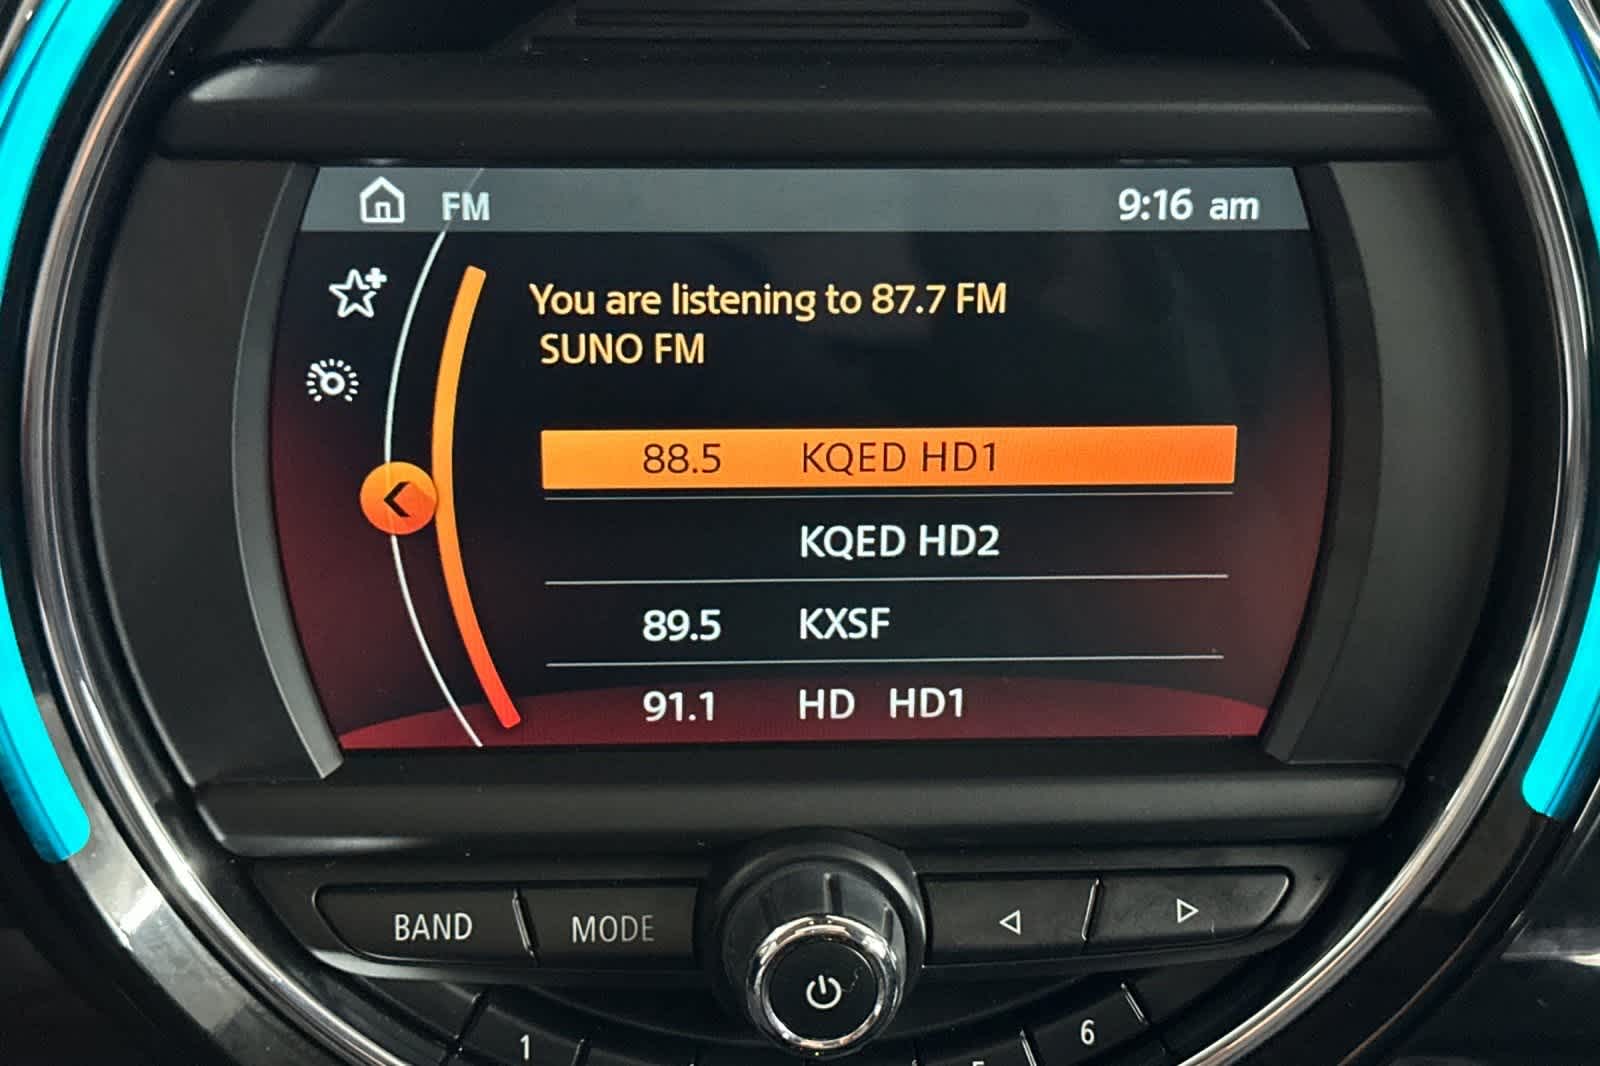 FM 9:16 am
You are listening to 87.7 FM
SUNO FM
88.5 KQED HD1
KQED HD2
89.5 KXSF
91.1 HD HD1
BAND MODE
1 6